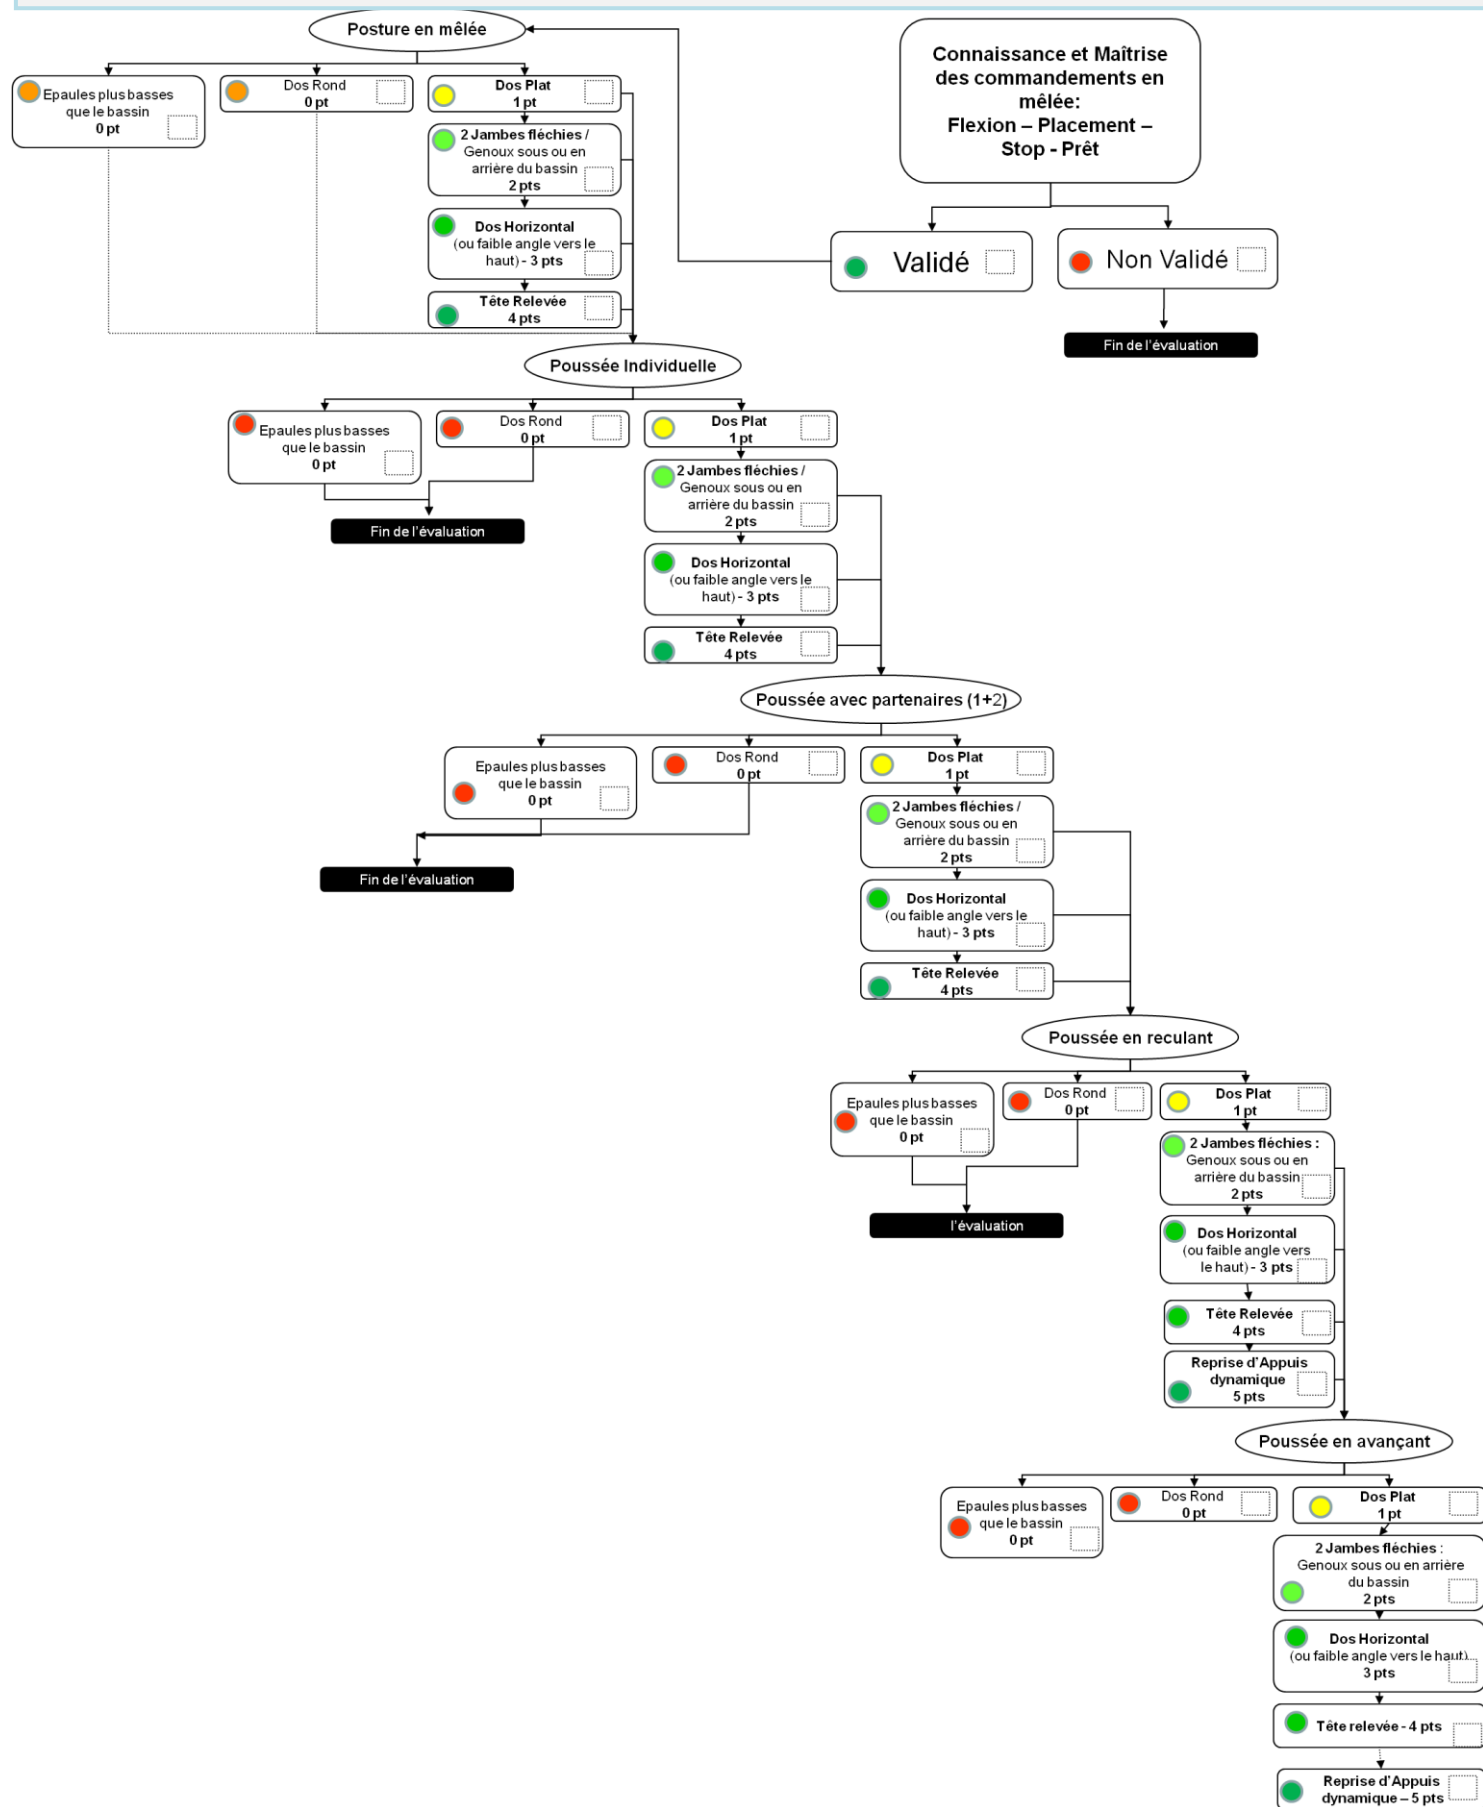 Posture en mêlée
Connaissance et Maîtrise
des commandements en
mêlée:
Flexion – Placement –
Stop - Prêt
Epaules plus basses
que le bassin
0 pt
Dos Rond
0 pt
Dos Plat
1 pt
2 Jambes fléchies /
Genoux sous ou en
arrière du bassin
2 pts
Dos Horizontal
(ou faible angle vers le
haut) - 3 pts
Tête Relevée
4 pts
Validé
Non Validé
Fin de l'évaluation
Poussée Individuelle
Epaules plus basses
que le bassin
0 pt
Dos Rond
0 pt
Dos Plat
1 pt
2 Jambes fléchies /
Genoux sous ou en
arrière du bassin
2 pts
Dos Horizontal
(ou faible angle vers le
haut) - 3 pts
Tête Relevée
4 pts
Fin de l'évaluation
Poussée avec partenaires (1+2)
Epaules plus basses
que le bassin
0 pt
Dos Rond
0 pt
Dos Plat
1 pt
2 Jambes fléchies /
Genoux sous ou en
arrière du bassin
2 pts
Dos Horizontal
(ou faible angle vers le
haut) - 3 pts
Tête Relevée
4 pts
Fin de l'évaluation
Poussée en reculant
Epaules plus basses
que le bassin
0 pt
Dos Rond
0 pt
Dos Plat
1 pt
2 Jambes fléchies :
Genoux sous ou en
arrière du bassin
2 pts
Dos Horizontal
(ou faible angle vers
le haut) - 3 pts
Tête Relevée
4 pts
Reprise d'Appuis
dynamique
5 pts
l'évaluation
Poussée en avançant
Epaules plus basses
que le bassin
0 pt
Dos Rond
0 pt
Dos Plat
1 pt
2 Jambes fléchies :
Genoux sous ou en arrière
du bassin
2 pts
Dos Horizontal
(ou faible angle vers le haut)
3 pts
Tête relevée - 4 pts
Reprise d'Appuis
dynamique – 5 pts